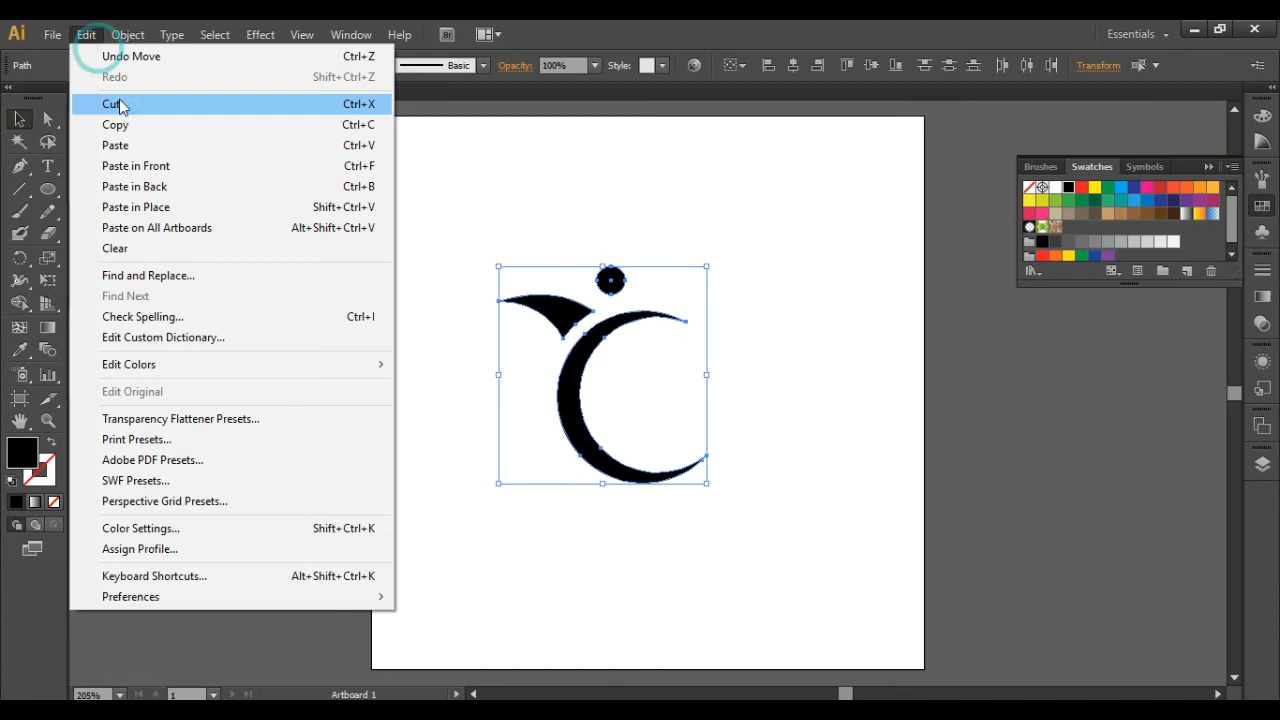 Ai File Edit Object Type Select Effect View Window Help Br Essentials
Path Basic Opacity: 100% Style: Transform
Undo Move Ctrl+Z
Redo Shift+Ctrl+Z
Cut Ctrl+X
Copy Ctrl+C
Paste Ctrl+V
Paste in Front Ctrl+F
Paste in Back Ctrl+B
Paste in Place Shift+Ctrl+V
Paste on All Artboards Alt+Shift+Ctrl+V
Clear
Find and Replace...
Find Next
Check Spelling... Ctrl+I
Edit Custom Dictionary...
Edit Colors
Edit Original
Transparency Flattener Presets...
Print Presets...
Adobe PDF Presets...
SWF Presets...
Perspective Grid Presets...
Color Settings... Shift+Ctrl+K
Assign Profile...
Keyboard Shortcuts... Alt+Shift+Ctrl+K
Preferences
Brushes Swatches Symbols
205% 1 Artboard 1